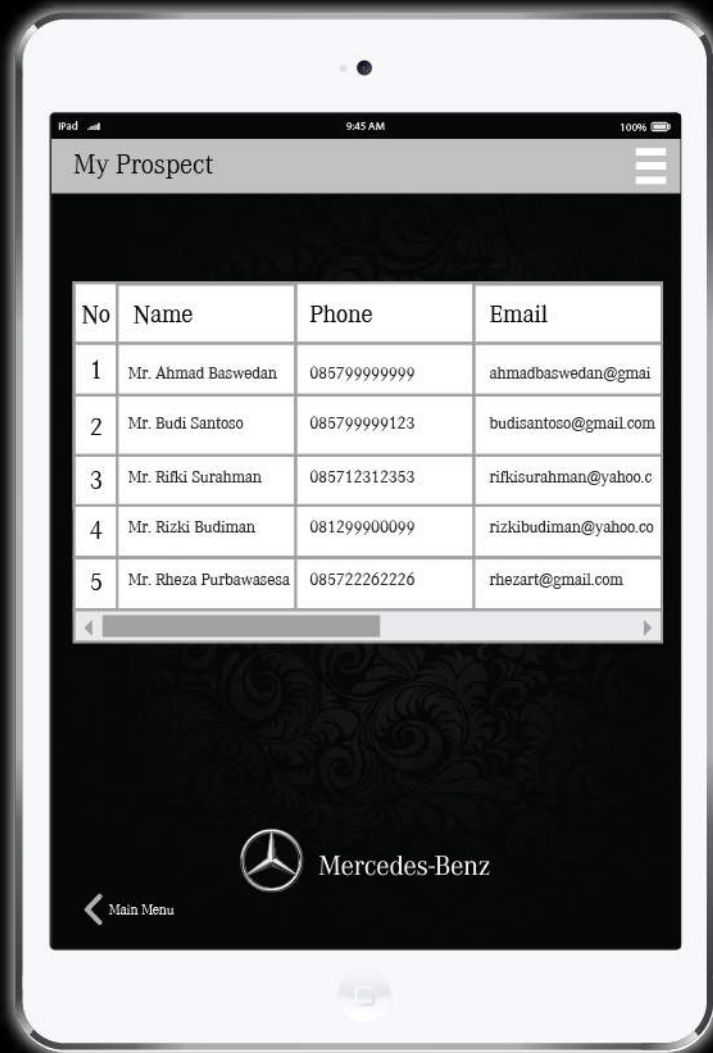 iPad 9:45 AM 100%
My Prospect
No Name Phone Email
1 Mr. Ahmad Baswedan 085799999999 ahmadbaswedan@gmai
2 Mr. Budi Santoso 085799999123 budisantoso@gmail.com
3 Mr. Rifki Surahman 085712312353 rifkisurahman@yahoo.c
4 Mr. Rizki Budiman 081299900099 rizkibudiman@yahoo.co
5 Mr. Rheza Purbawasesa 085722262226 rhezart@gmail.com
Mercedes-Benz
Main Menu